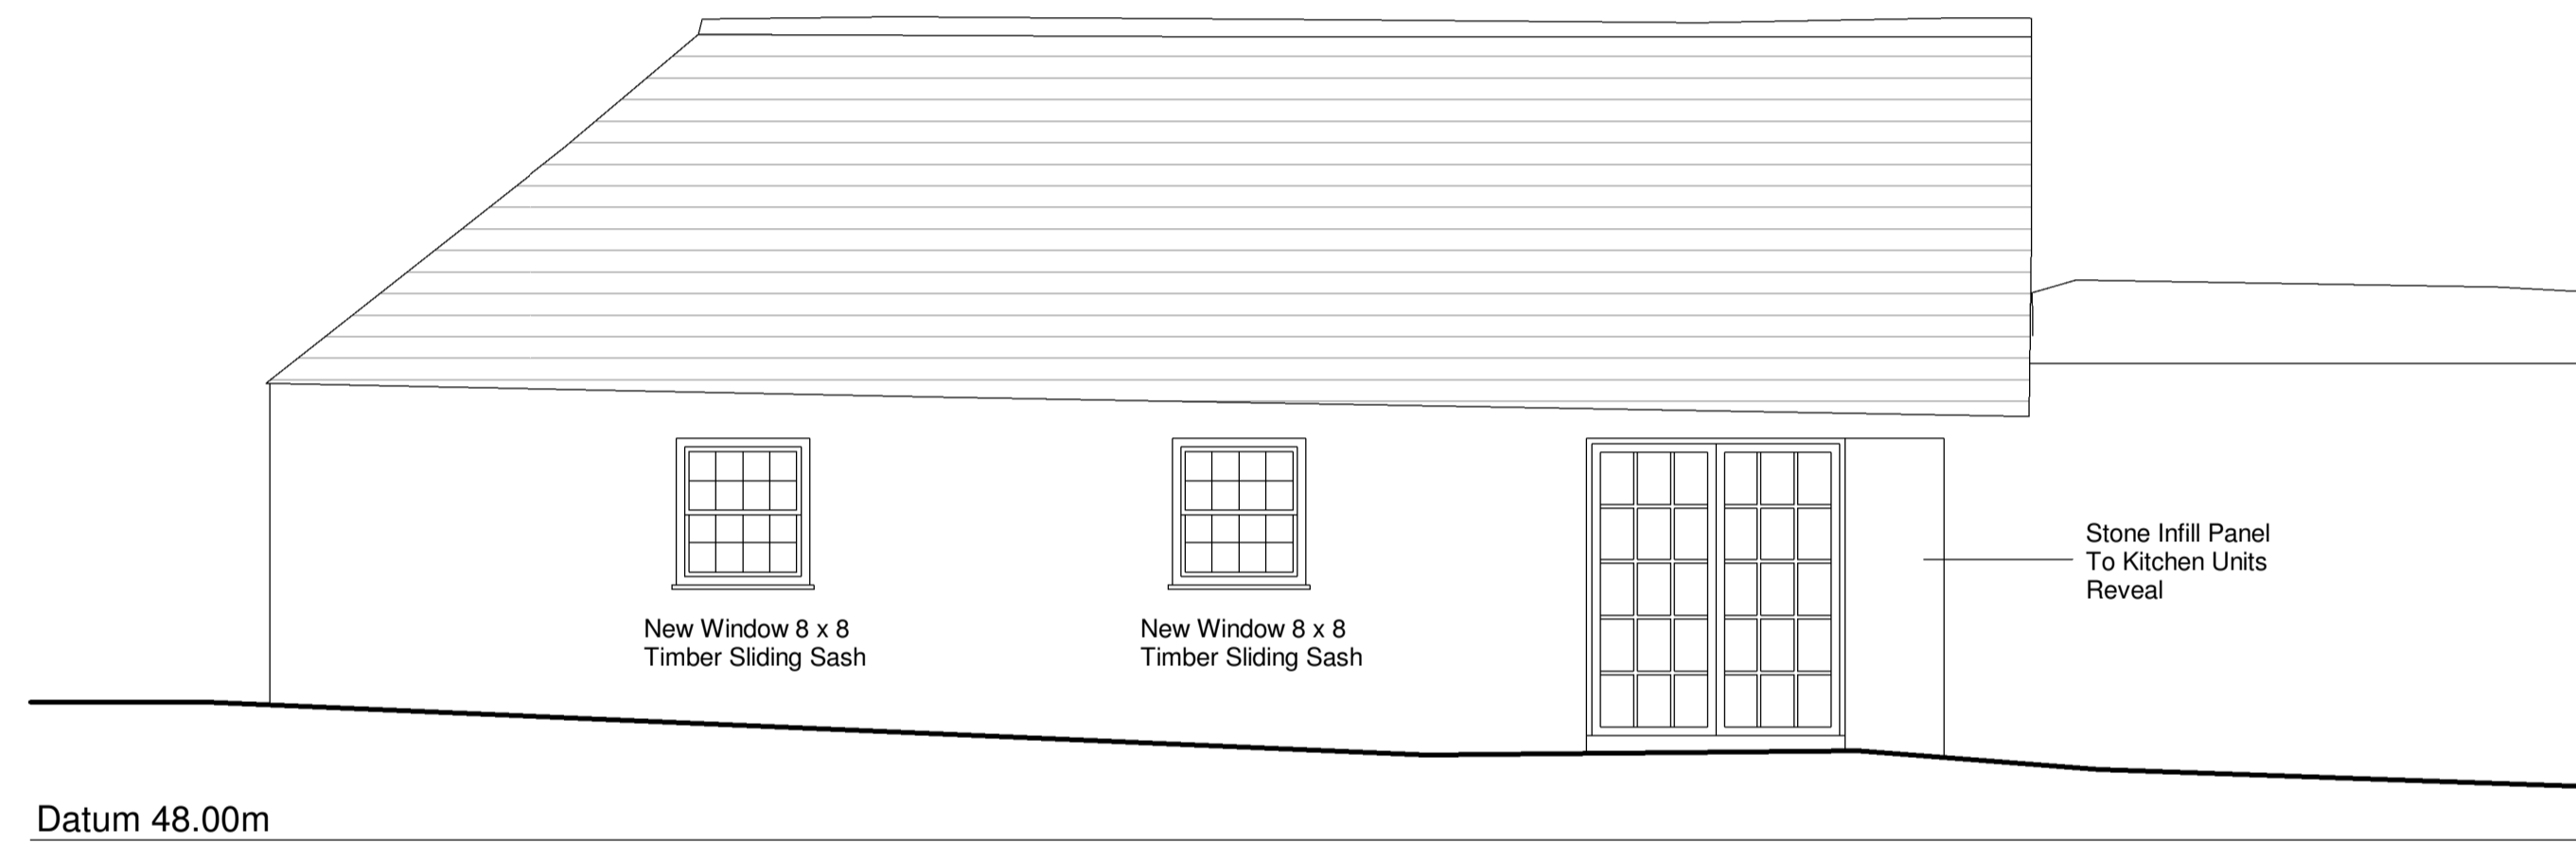 New Window 8 x 8
Timber Sliding Sash
New Window 8 x 8
Timber Sliding Sash
Stone Infill Panel
To Kitchen Units
Reveal
Datum 48.00m